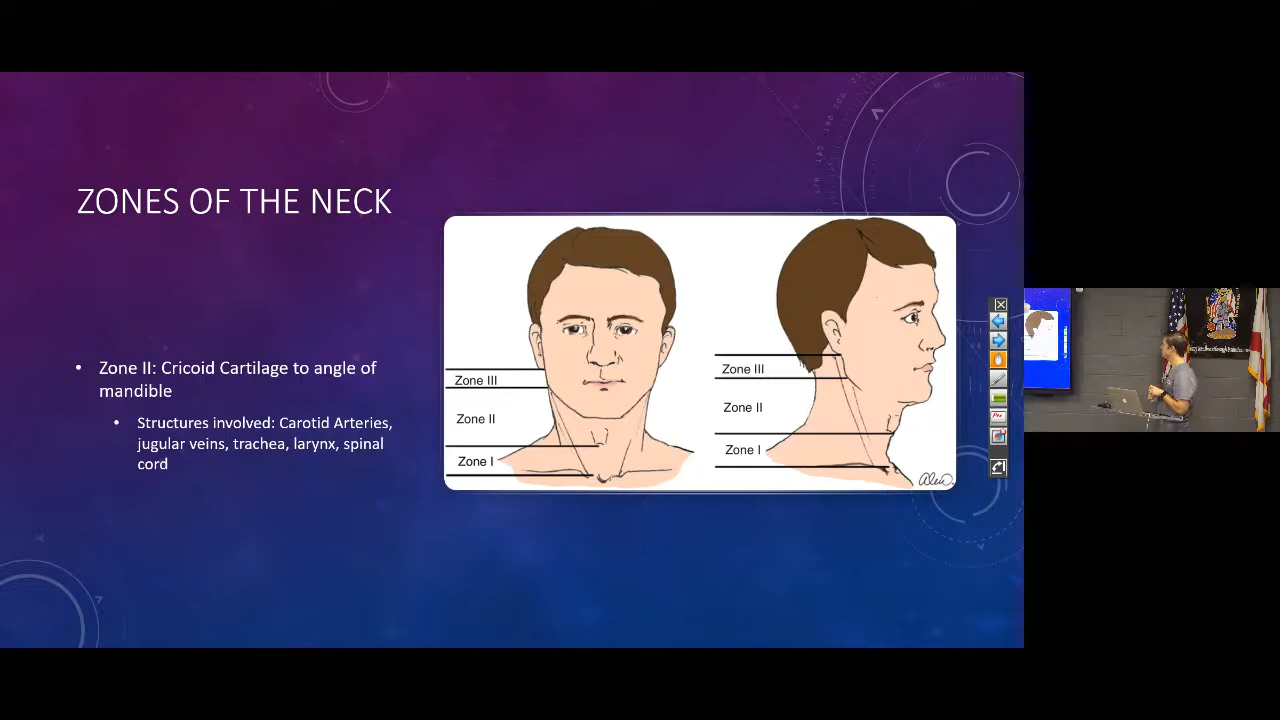 ZONES OF THE NECK
Zone II: Cricoid Cartilage to angle of
mandible
Structures involved: Carotid Arteries,
jugular veins, trachea, larynx, spinal
cord
Zone III
Zone II
Zone I
Zone III
Zone II
Zone I